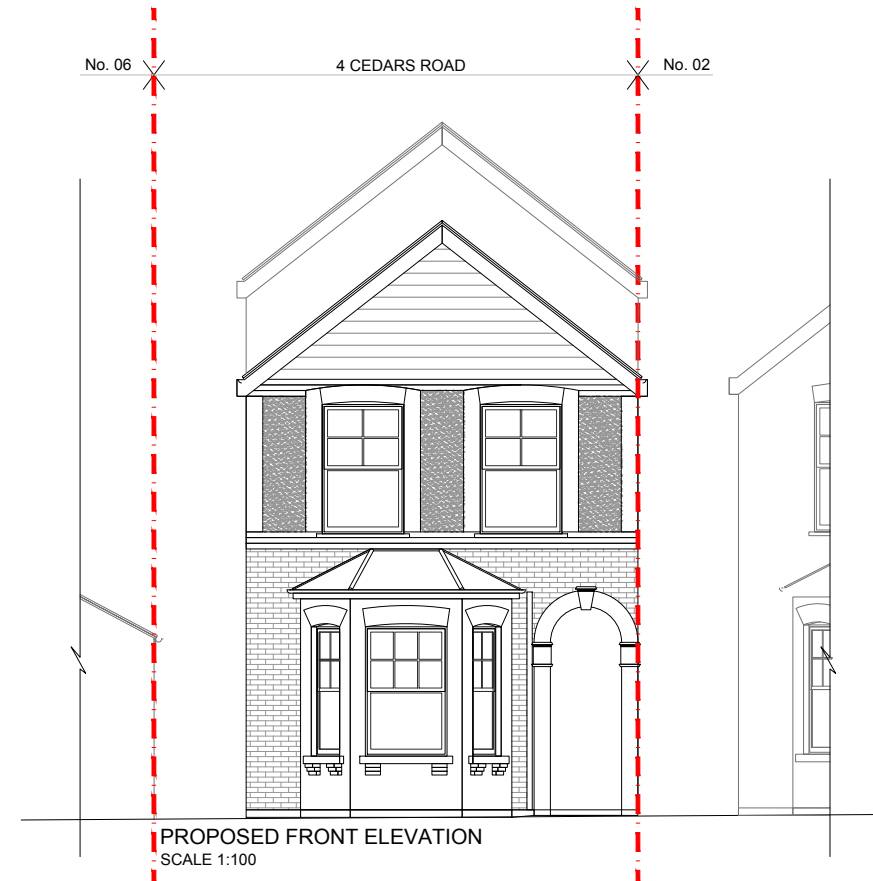 No. 06
4 CEDARS ROAD
No. 02
PROPOSED FRONT ELEVATION
SCALE 1:100